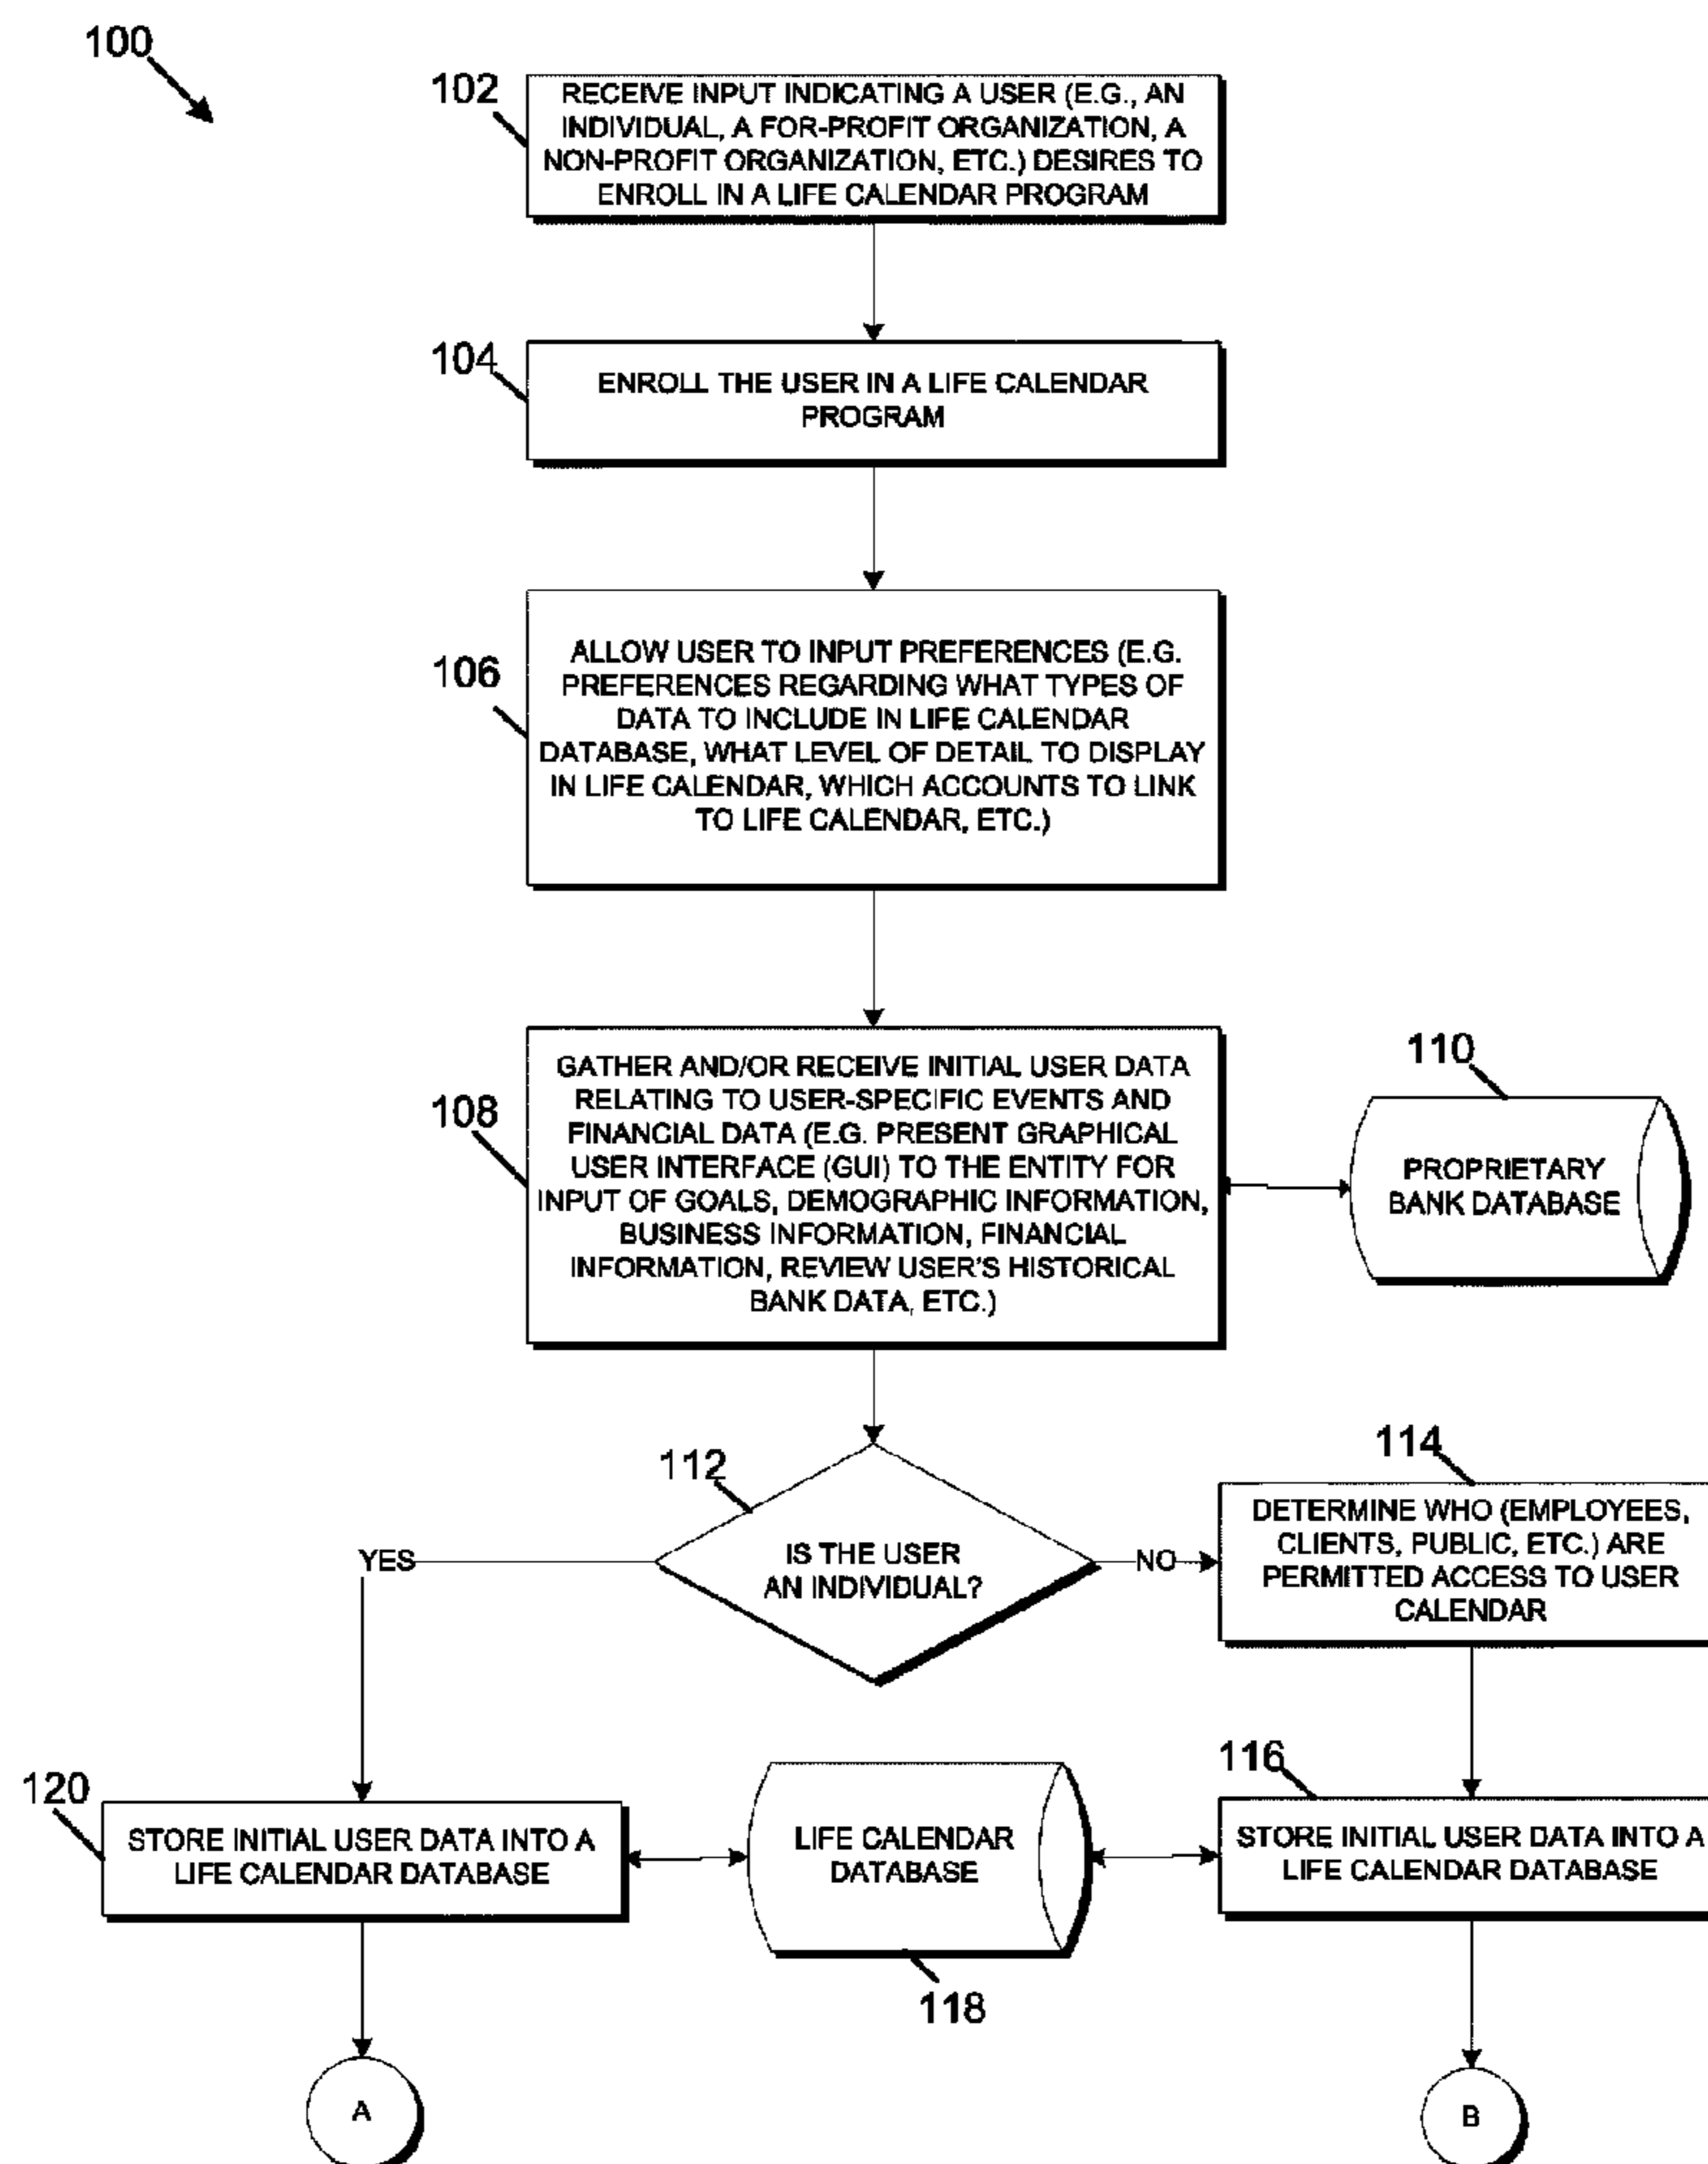 100
102
RECEIVE INPUT INDICATING A USER (E.G., AN
INDIVIDUAL, A FOR-PROFIT ORGANIZATION, A
NON-PROFIT ORGANIZATION, ETC.) DESIRES TO
ENROLL IN A LIFE CALENDAR PROGRAM
104
ENROLL THE USER IN A LIFE CALENDAR
PROGRAM
106
ALLOW USER TO INPUT PREFERENCES (E.G.
PREFERENCES REGARDING WHAT TYPES OF
DATA TO INCLUDE IN LIFE CALENDAR
DATABASE, WHAT LEVEL OF DETAIL TO DISPLAY
IN LIFE CALENDAR, WHICH ACCOUNTS TO LINK
TO LIFE CALENDAR, ETC.)
108
GATHER AND/OR RECEIVE INITIAL USER DATA
RELATING TO USER-SPECIFIC EVENTS AND
FINANCIAL DATA (E.G. PRESENT GRAPHICAL
USER INTERFACE (GUI) TO THE ENTITY FOR
INPUT OF GOALS, DEMOGRAPHIC INFORMATION,
BUSINESS INFORMATION, FINANCIAL
INFORMATION, REVIEW USER'S HISTORICAL
BANK DATA, ETC.)
110
PROPRIETARY
BANK DATABASE
112
IS THE USER
AN INDIVIDUAL?
YES
NO
114
DETERMINE WHO (EMPLOYEES,
CLIENTS, PUBLIC, ETC.) ARE
PERMITTED ACCESS TO USER
CALENDAR
120
STORE INITIAL USER DATA INTO A
LIFE CALENDAR DATABASE
LIFE CALENDAR
DATABASE
118
116
STORE INITIAL USER DATA INTO A
LIFE CALENDAR DATABASE
A
B